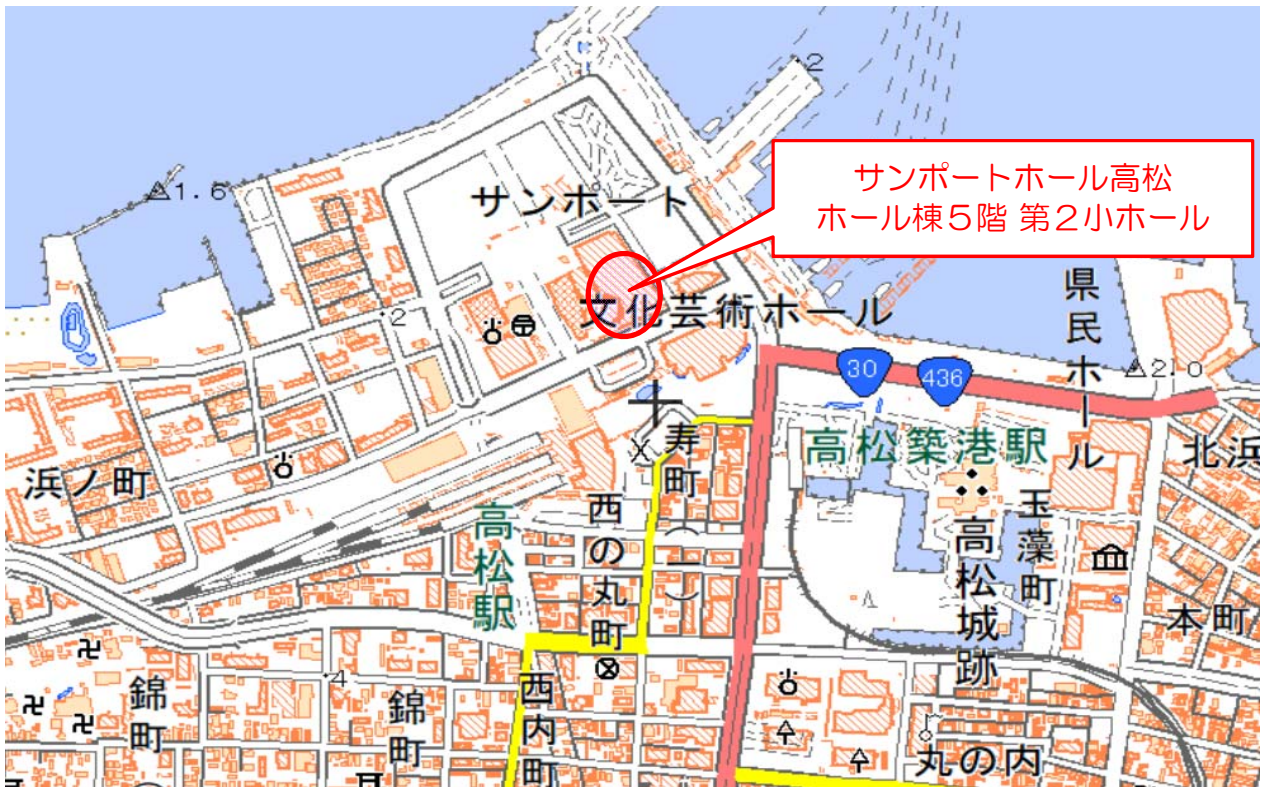 2
1.6
サンポート
サンポートホール高松
ホール棟5階 第2小ホール
2
文化芸術ホール
県民ホール
30
436
2.0
高松築港駅
北浜
浜ノ町
寿町(一)
西の丸町
高松駅
玉藻町
高松城跡
本町
4
錦町
錦町
西内町
丸の内